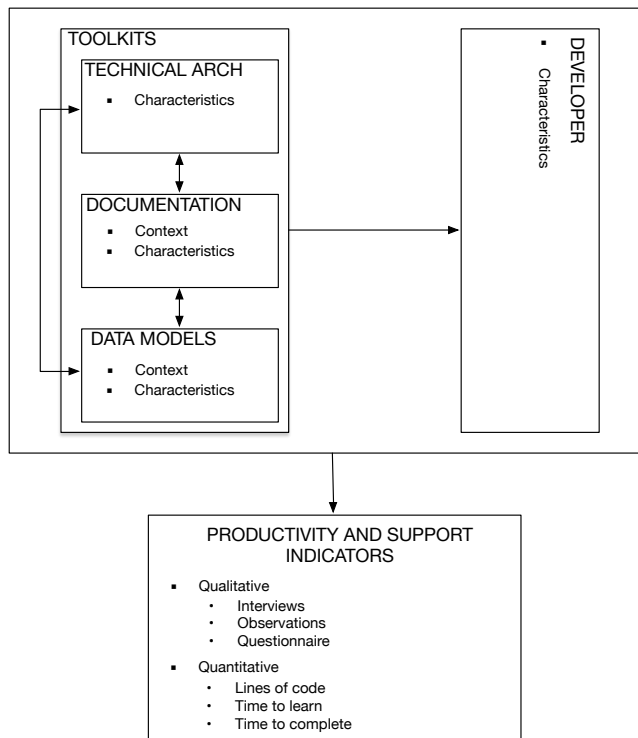 TOOLKITS
TECHNICAL ARCH
▪ Characteristics
DOCUMENTATION
▪ Context
▪ Characteristics
DATA MODELS
▪ Context
▪ Characteristics
DEVELOPER
▪ Characteristics
PRODUCTIVITY AND SUPPORT
INDICATORS
▪ Qualitative
• Interviews
• Observations
• Questionnaire
▪ Quantitative
• Lines of code
• Time to learn
• Time to complete